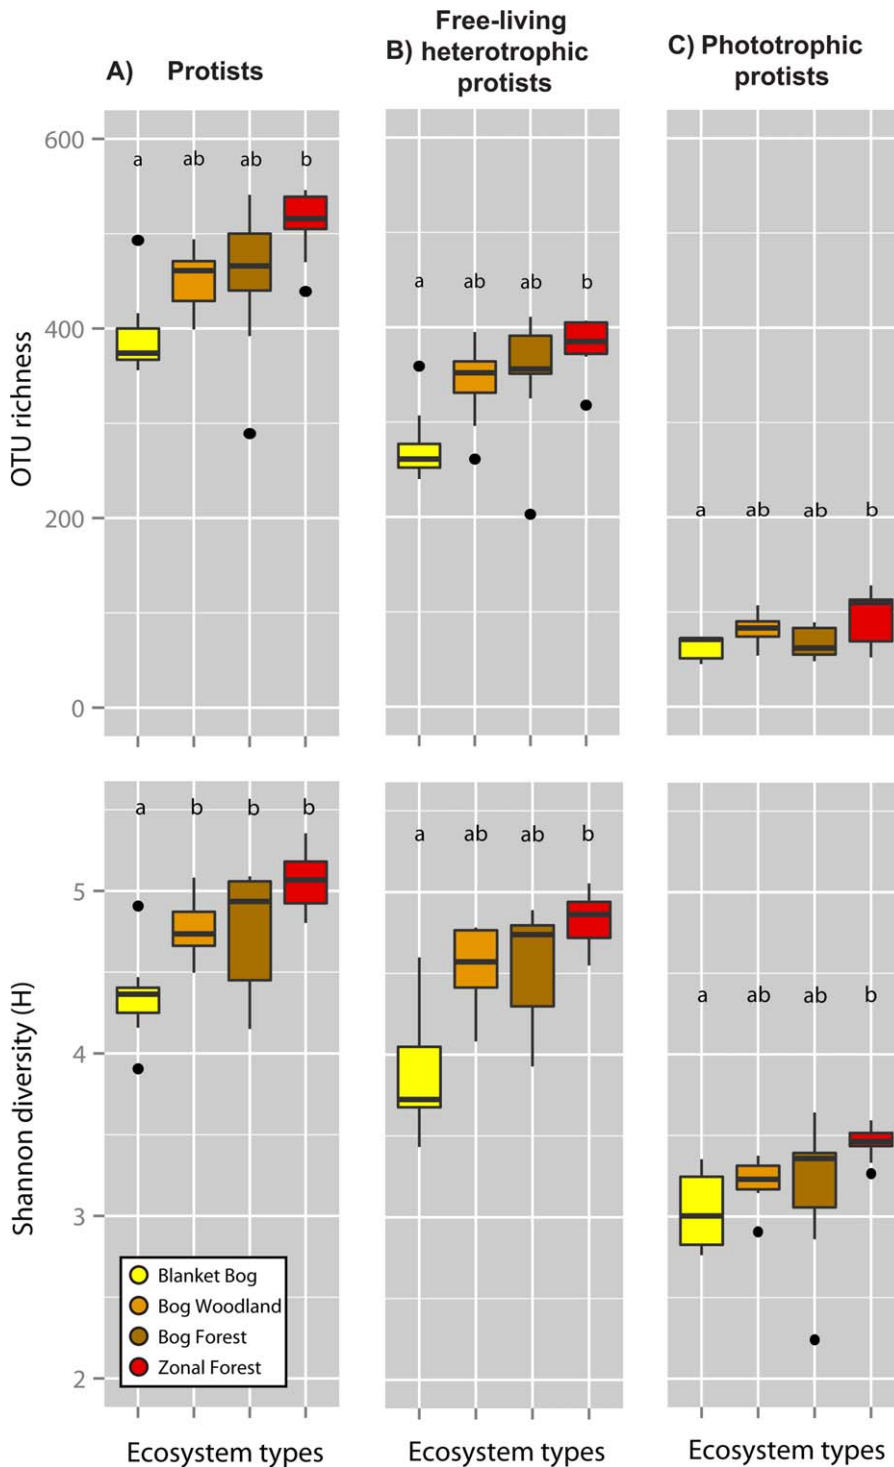 A) Protists
Free-living
B) heterotrophic
protists
C) Phototrophic
protists
OTU richness
600
400
200
0
a ab ab b
a ab ab b
a ab ab b
Shannon diversity (H)
5
4
3
2
a b b b
a ab ab b
a ab ab b
Blanket Bog
Bog Woodland
Bog Forest
Zonal Forest
Ecosystem types
Ecosystem types
Ecosystem types